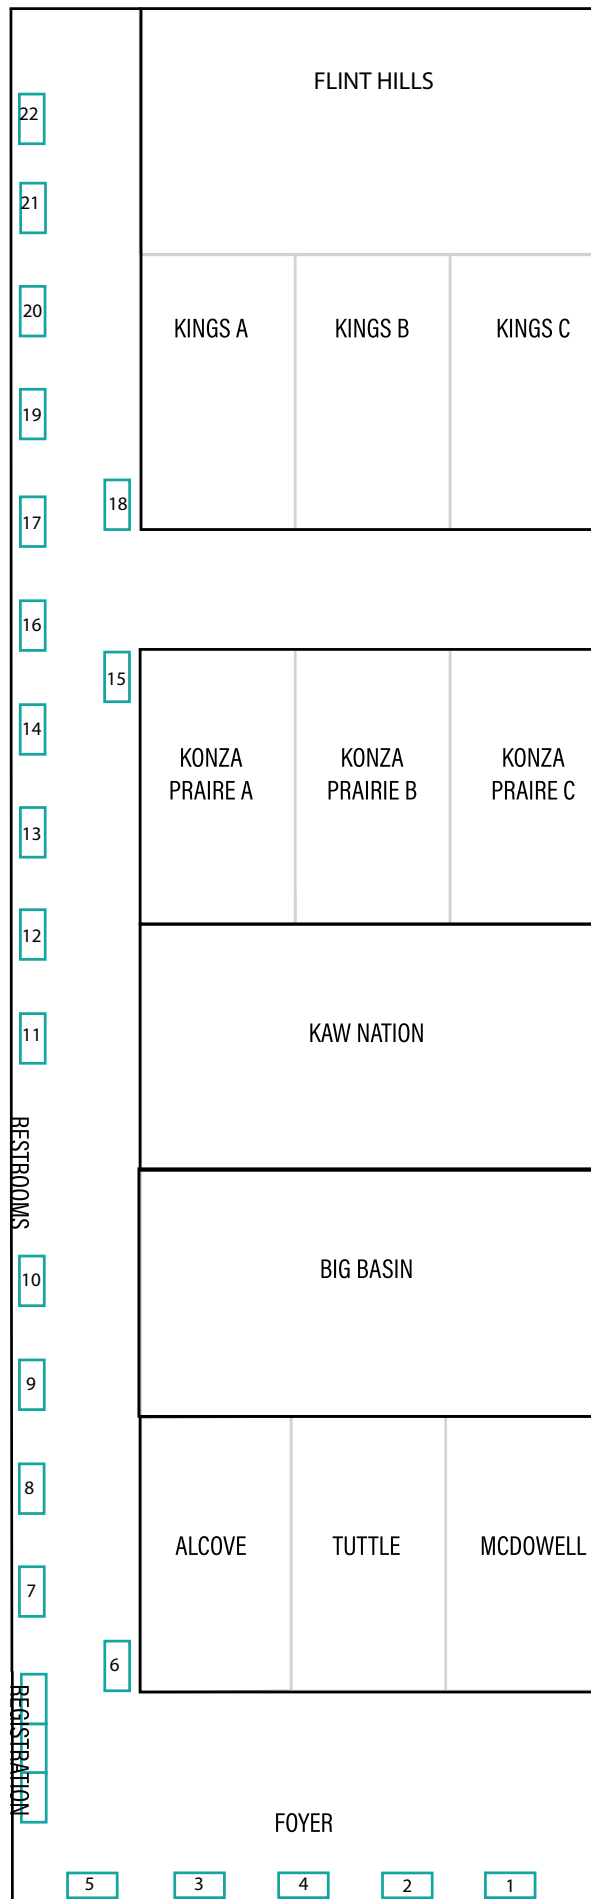 FLINT HILLS
22
21
20
KINGS A
KINGS B
KINGS C
19
18
17
16
15
14
KONZA
PRAIRE A
KONZA
PRAIRIE B
KONZA
PRAIRE C
13
12
11
KAW NATION
RESTROOMS
10
BIG BASIN
9
8
ALCOVE
TUTTLE
MCDOWELL
7
6
REGISTRATION
FOYER
5
3
4
2
1